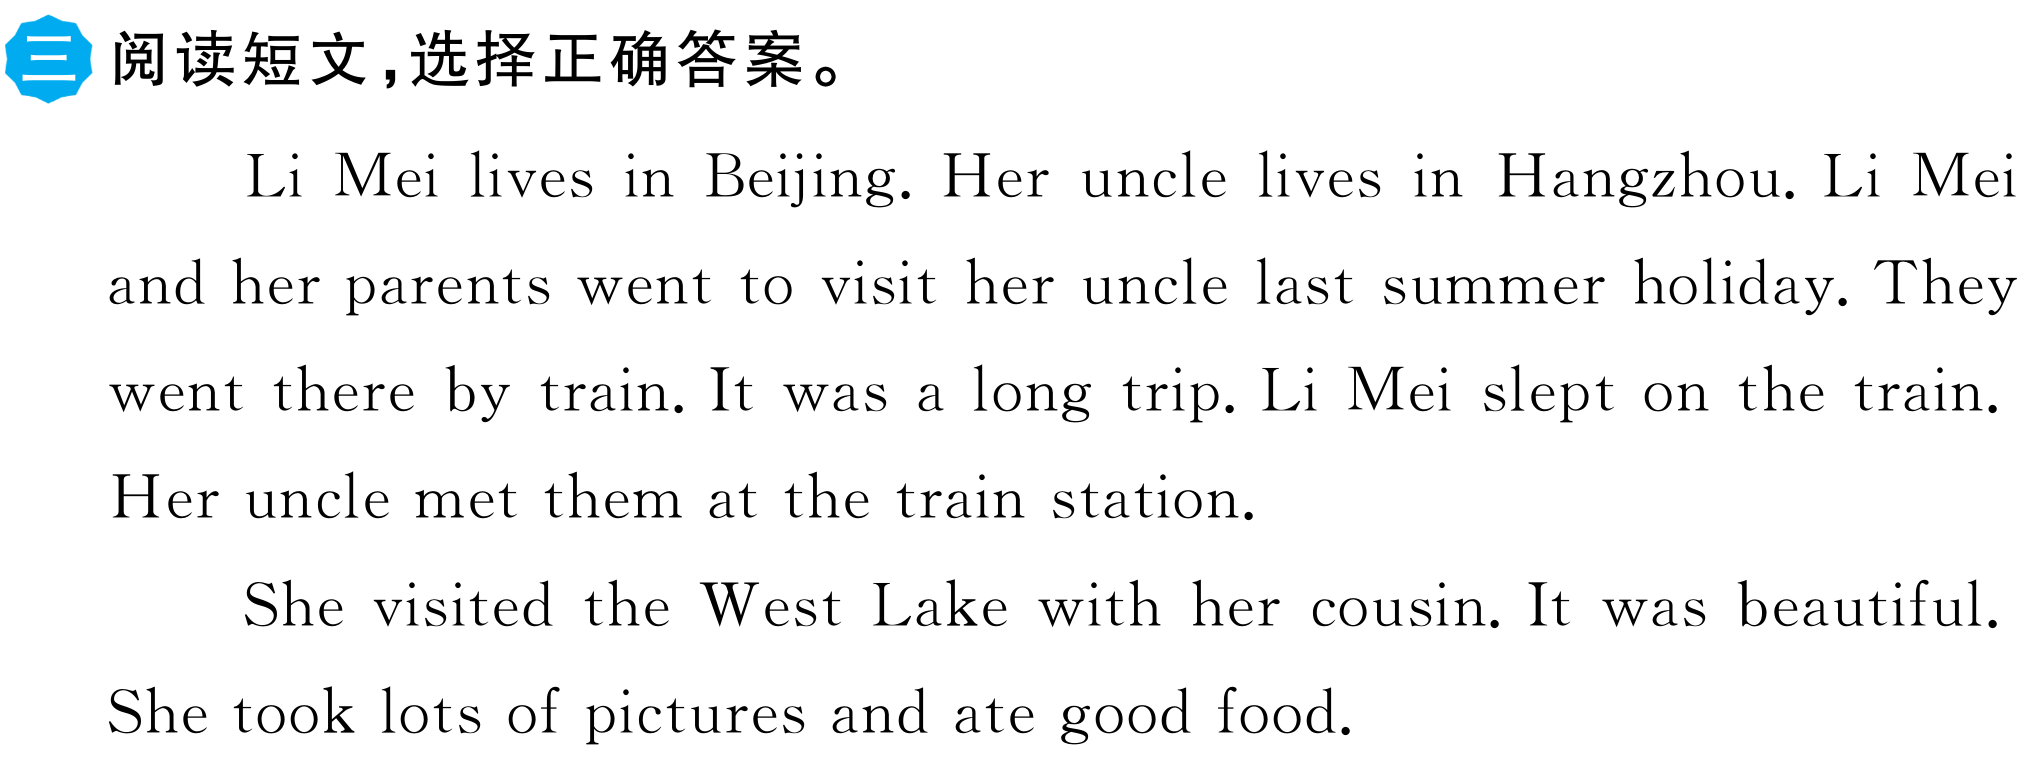 三 阅读短文,选择正确答案。
Li Mei lives in Beijing. Her uncle lives in Hangzhou. Li Mei
and her parents went to visit her uncle last summer holiday. They
went there by train. It was a long trip. Li Mei slept on the train.
Her uncle met them at the train station.
She visited the West Lake with her cousin. It was beautiful.
She took lots of pictures and ate good food.